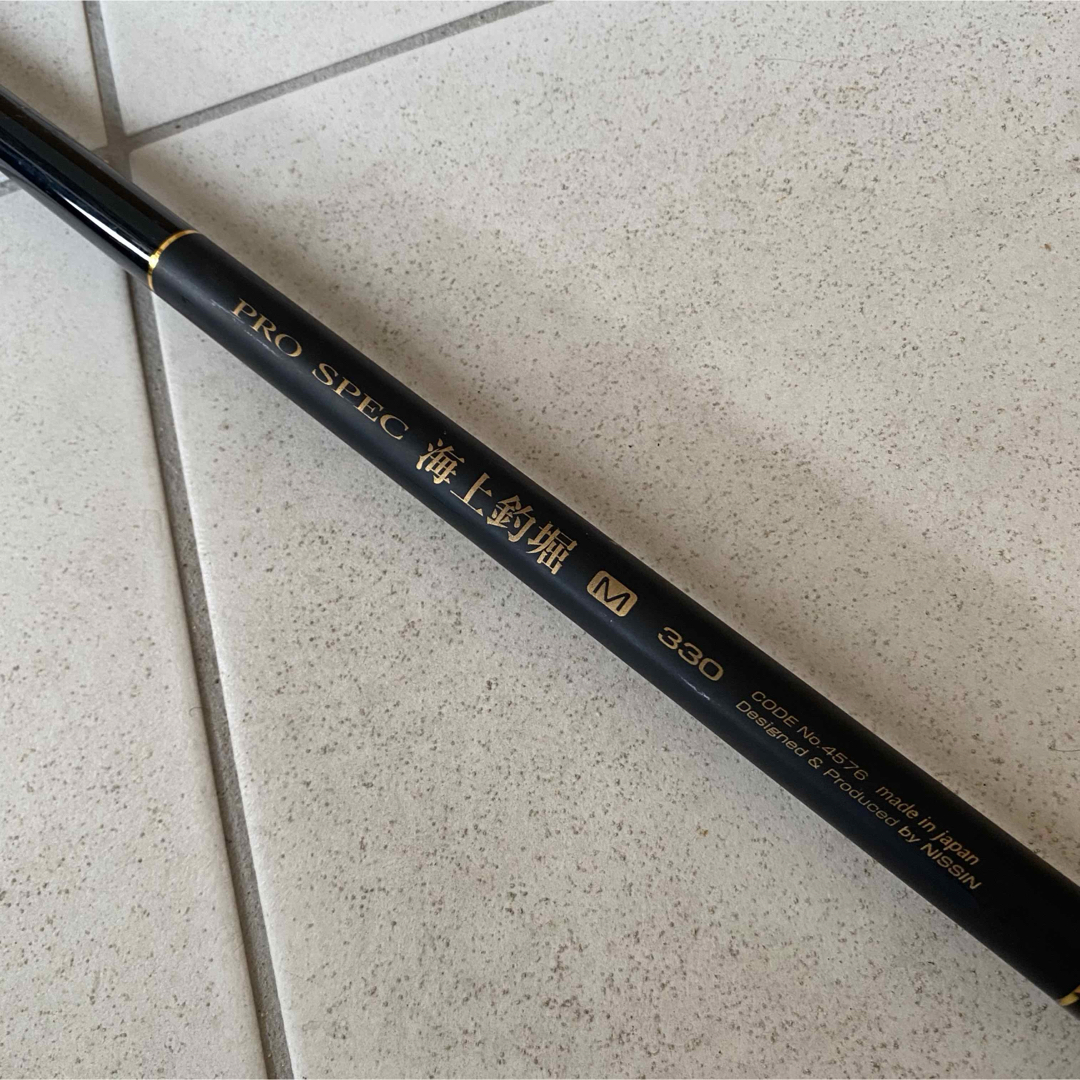 PRO SPEC 海上釣堀 M 330
CODE No.4576 made in japan
Designed & Produced by NISSIN